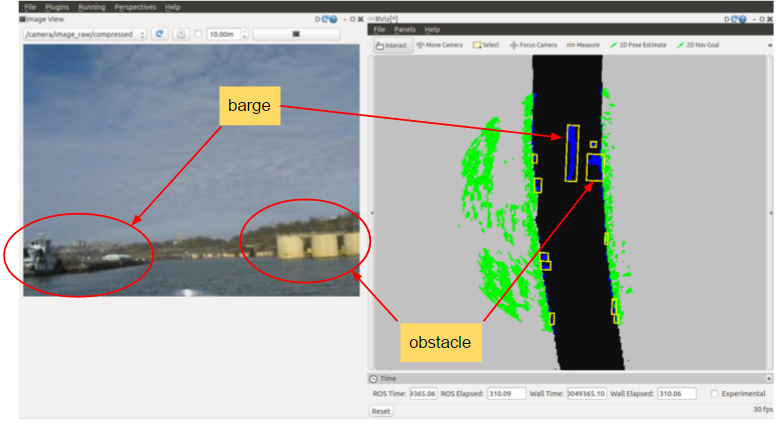 File Plugins Running Perspectives Help
Image View
D
- O
/camera/image_raw/compressed
10.00m
barge
obstacle
RViz[*]
D
- O
File Panels Help
Interact Move Camera Select Focus Camera Measure 2D Pose Estimate 2D Nav Goal »
Time
ROS Time: 9365.06 ROS Elapsed: 310.09 Wall Time: 0049365.10 Wall Elapsed: 310.06 Experimental
Reset
30 fps